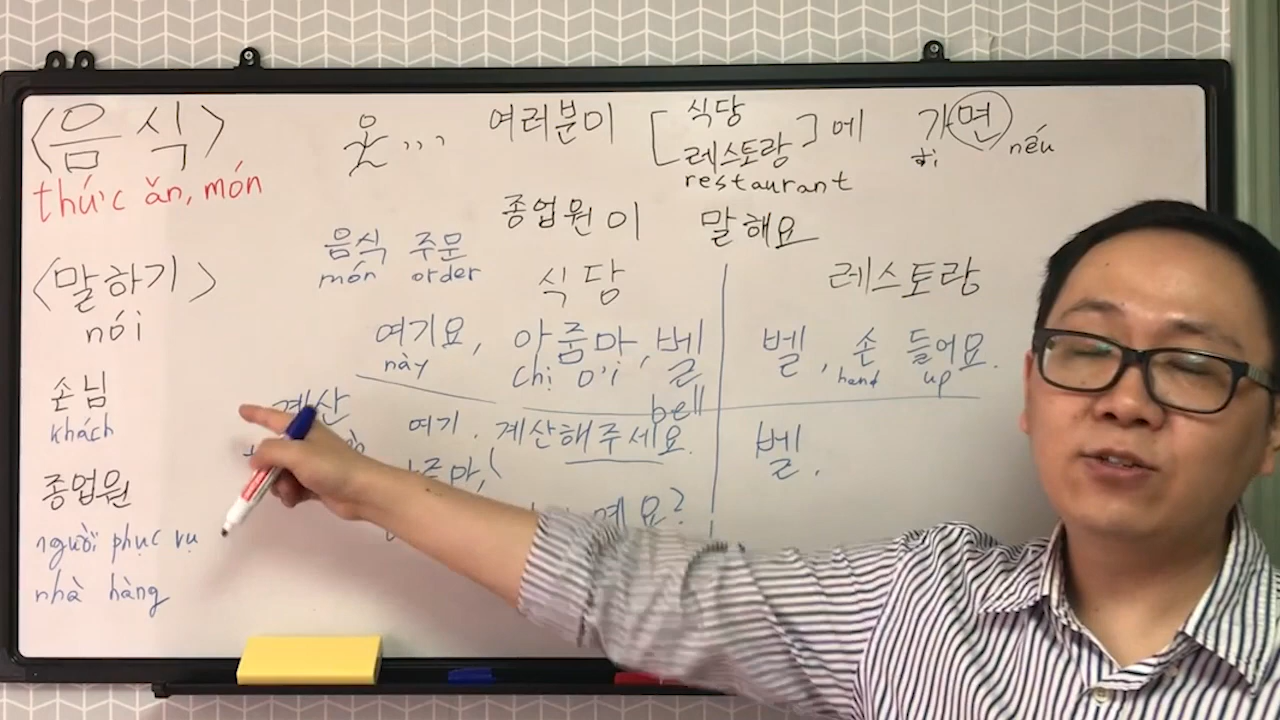 <음식>
thức ăn, món
여러분이 [식당
레스토랑]에 가면
restaurant
đi nếu
종업원이 말해요
<말하기>
nói
음식 주문
món order
식당 레스토랑
여기요, 아줌마, 벨 벨, 손 들어요.
này chị ơi bell hand up
손님
khách
계산 여기. 계산해주세요. 벨.
종업원
người phục vụ
nhà hàng